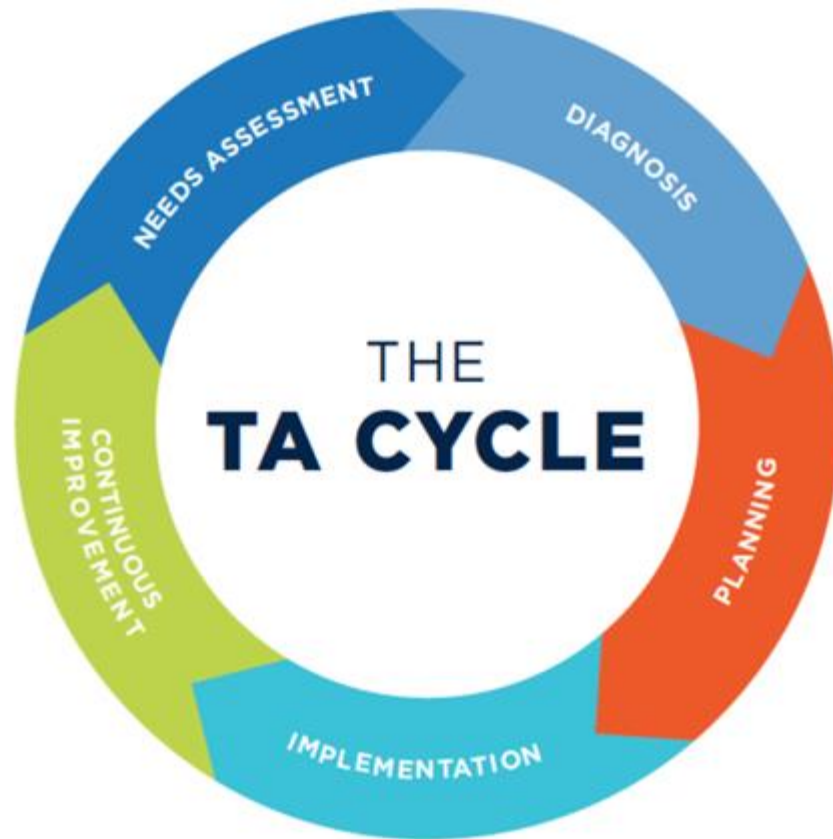 THE
TA CYCLE
NEEDS ASSESSMENT
DIAGNOSIS
PLANNING
IMPLEMENTATION
CONTINUOUS
IMPROVEMENT